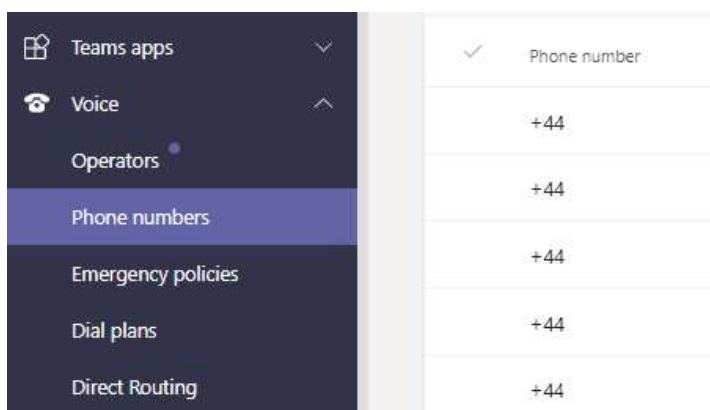 Teams apps
Voice
Operators
Phone numbers
Emergency policies
Dial plans
Direct Routing
Phone number
+44
+44
+44
+44
+44